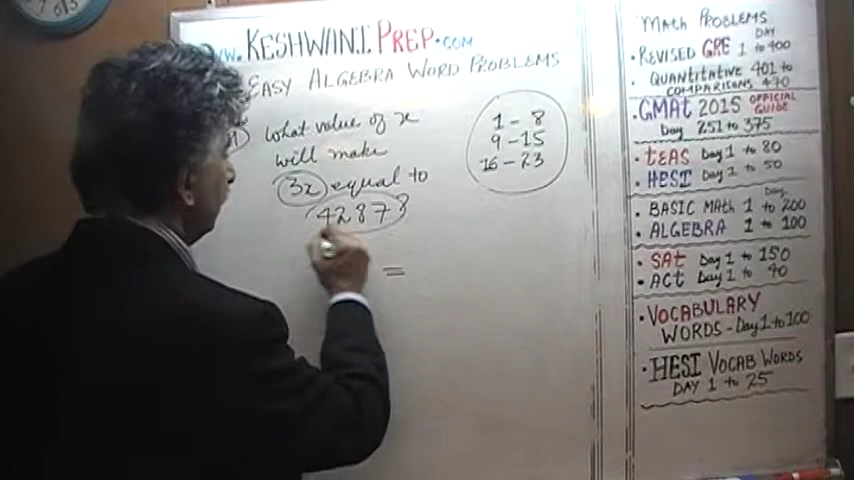 WWW. KESHWANI PREP.COM
EASY ALGEBRA WORD PROBLEMS
What value of x
will make
3x equal to
4287?
=
1 - 8
9 - 15
16 - 23
MATH PROBLEMS
DAY
• REVISED GRE 1 to 400
• QUANTITATIVE 401 to
COMPARISONS 470
GMAT 2015 OFFICIAL GUIDE
Day 251 to 375
• TEAS Day 1 to 80
• HESI Day 1 to 50
Day
• BASIC MATH 1 to 200
• ALGEBRA 1 to 100
• SAT Day 1 to 150
• ACT Day 1 to 90
• VOCABULARY
WORDS - Day 1 to 100
• HESI VOCAB WORDS
DAY 1 to 25